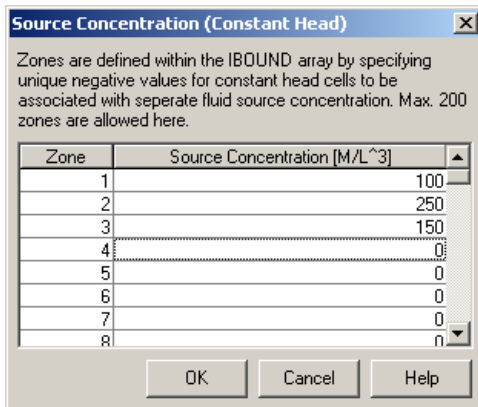 Source Concentration (Constant Head)
Zones are defined within the IBOUND array by specifying
unique negative values for constant head cells to be
associated with seperate fluid source concentration. Max. 200
zones are allowed here.
Zone Source Concentration [M/L^3]
1 100
2 250
3 150
4 0
5 0
6 0
7 0
8 0
OK Cancel Help